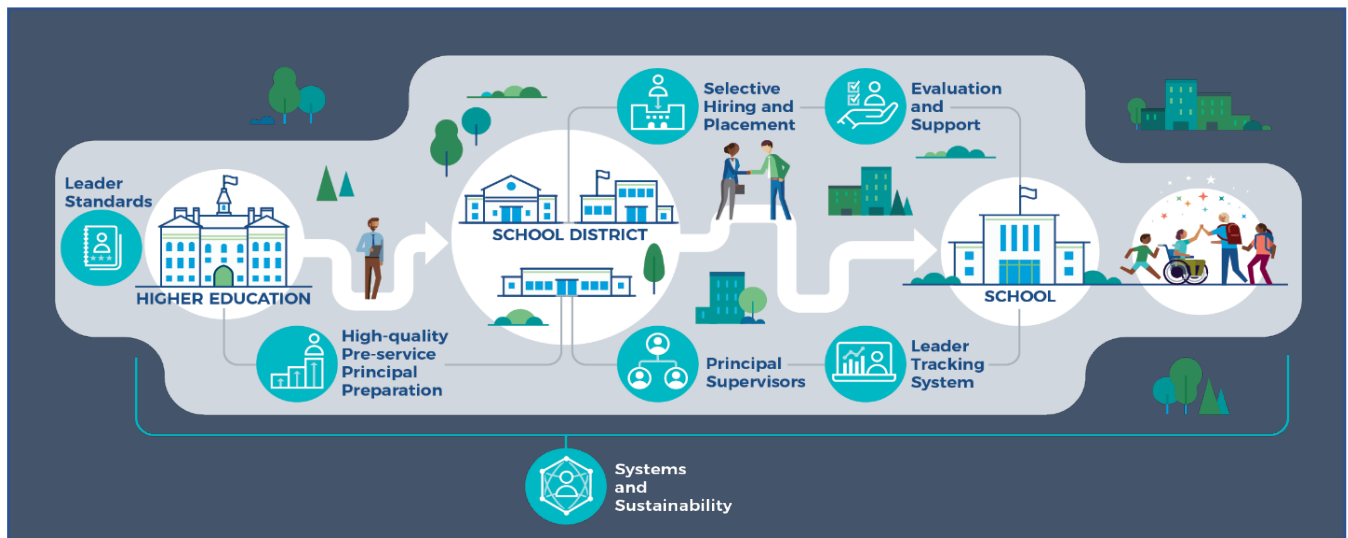 Leader
Standards
HIGHER EDUCATION
High-quality
Pre-service
Principal
Preparation
SCHOOL DISTRICT
Selective
Hiring and
Placement
Evaluation
and
Support
Principal
Supervisors
Leader
Tracking
System
SCHOOL
Systems
and
Sustainability